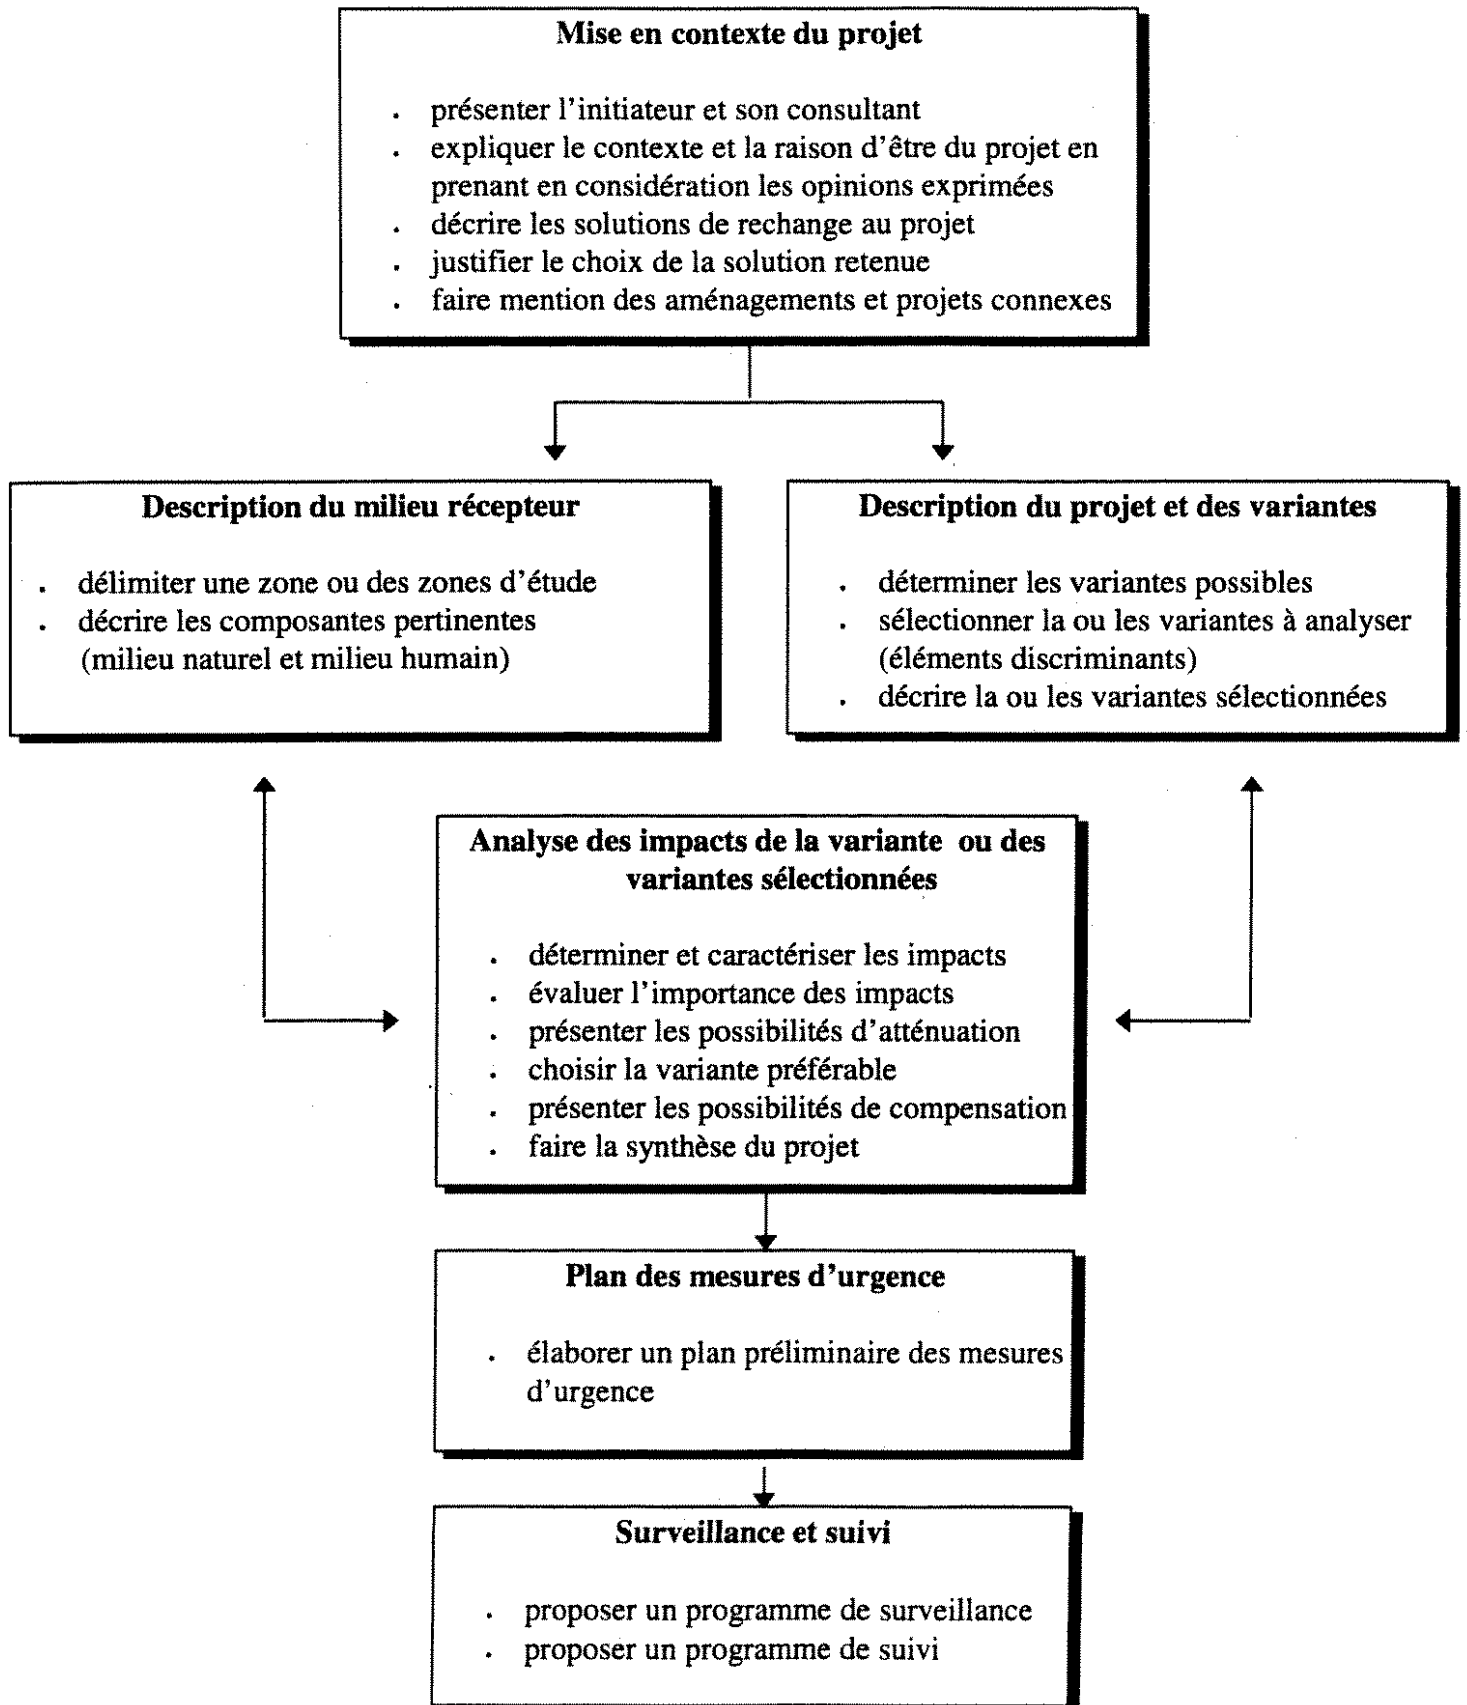 Mise en contexte du projet
. présenter l'initiateur et son consultant
. expliquer le contexte et la raison d'être du projet en
prenant en considération les opinions exprimées
. décrire les solutions de rechange au projet
. justifier le choix de la solution retenue
. faire mention des aménagements et projets connexes
Description du milieu récepteur
. délimiter une zone ou des zones d'étude
. décrire les composantes pertinentes
(milieu naturel et milieu humain)
Description du projet et des variantes
. déterminer les variantes possibles
. sélectionner la ou les variantes à analyser
(éléments discriminants)
. décrire la ou les variantes sélectionnées
Analyse des impacts de la variante ou des
variantes sélectionnées
. déterminer et caractériser les impacts
. évaluer l'importance des impacts
. présenter les possibilités d'atténuation
. choisir la variante préférable
. présenter les possibilités de compensation
. faire la synthèse du projet
Plan des mesures d'urgence
. élaborer un plan préliminaire des mesures
d'urgence
Surveillance et suivi
. proposer un programme de surveillance
. proposer un programme de suivi